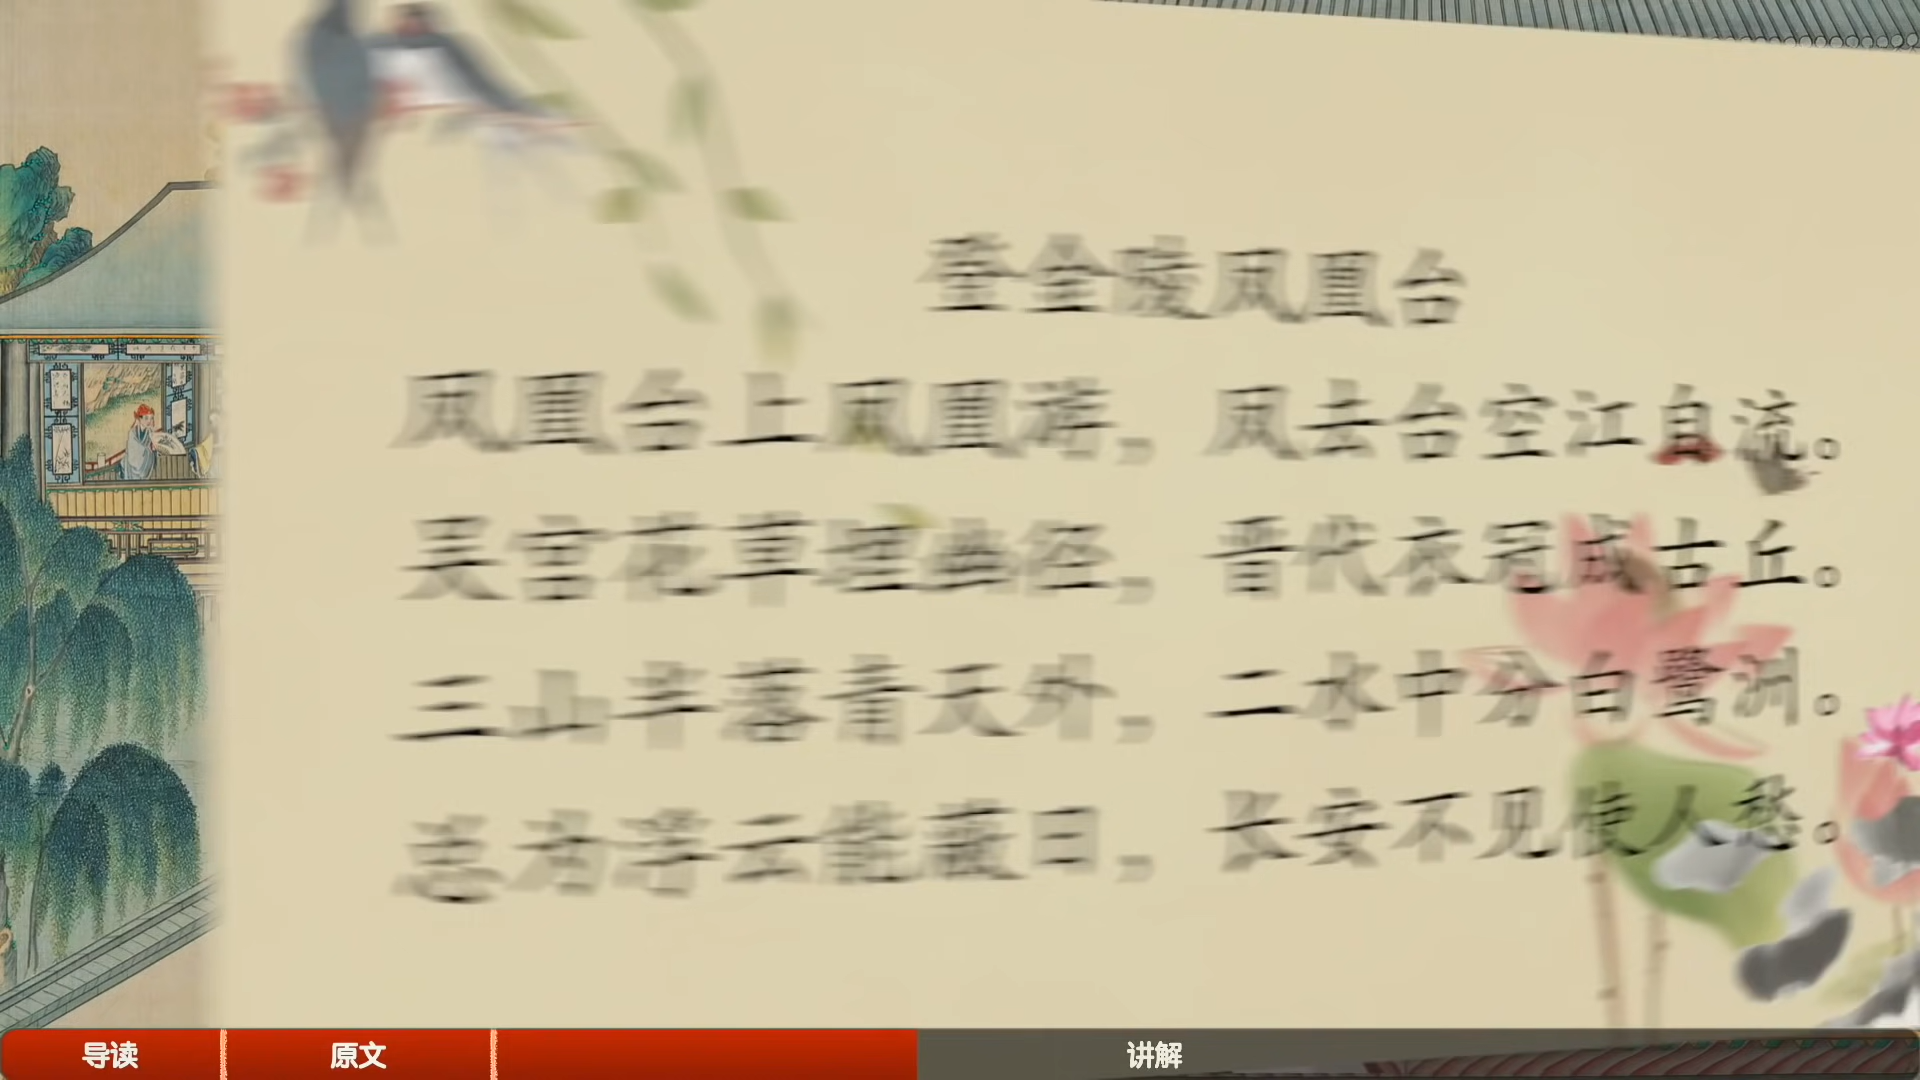 登金陵凤凰台
凤凰台上凤凰游，凤去台空江自流。
吴宫花草埋幽径，晋代衣冠成古丘。
三山半落青天外，二水中分白鹭洲。
总为浮云能蔽日，长安不见使人愁。
导读 原文 讲解